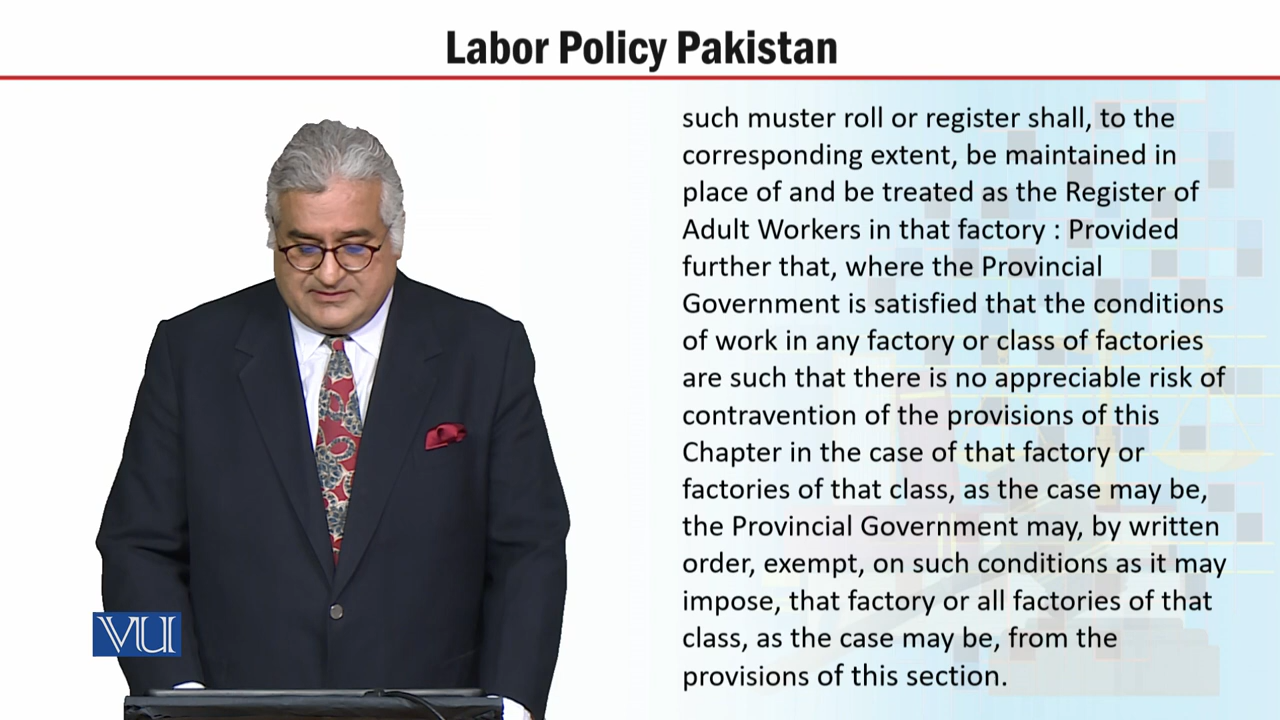 Labor Policy Pakistan
such muster roll or register shall, to the
corresponding extent, be maintained in
place of and be treated as the Register of
Adult Workers in that factory : Provided
further that, where the Provincial
Government is satisfied that the conditions
of work in any factory or class of factories
are such that there is no appreciable risk of
contravention of the provisions of this
Chapter in the case of that factory or
factories of that class, as the case may be,
the Provincial Government may, by written
order, exempt, on such conditions as it may
impose, that factory or all factories of that
class, as the case may be, from the
provisions of this section.
VU